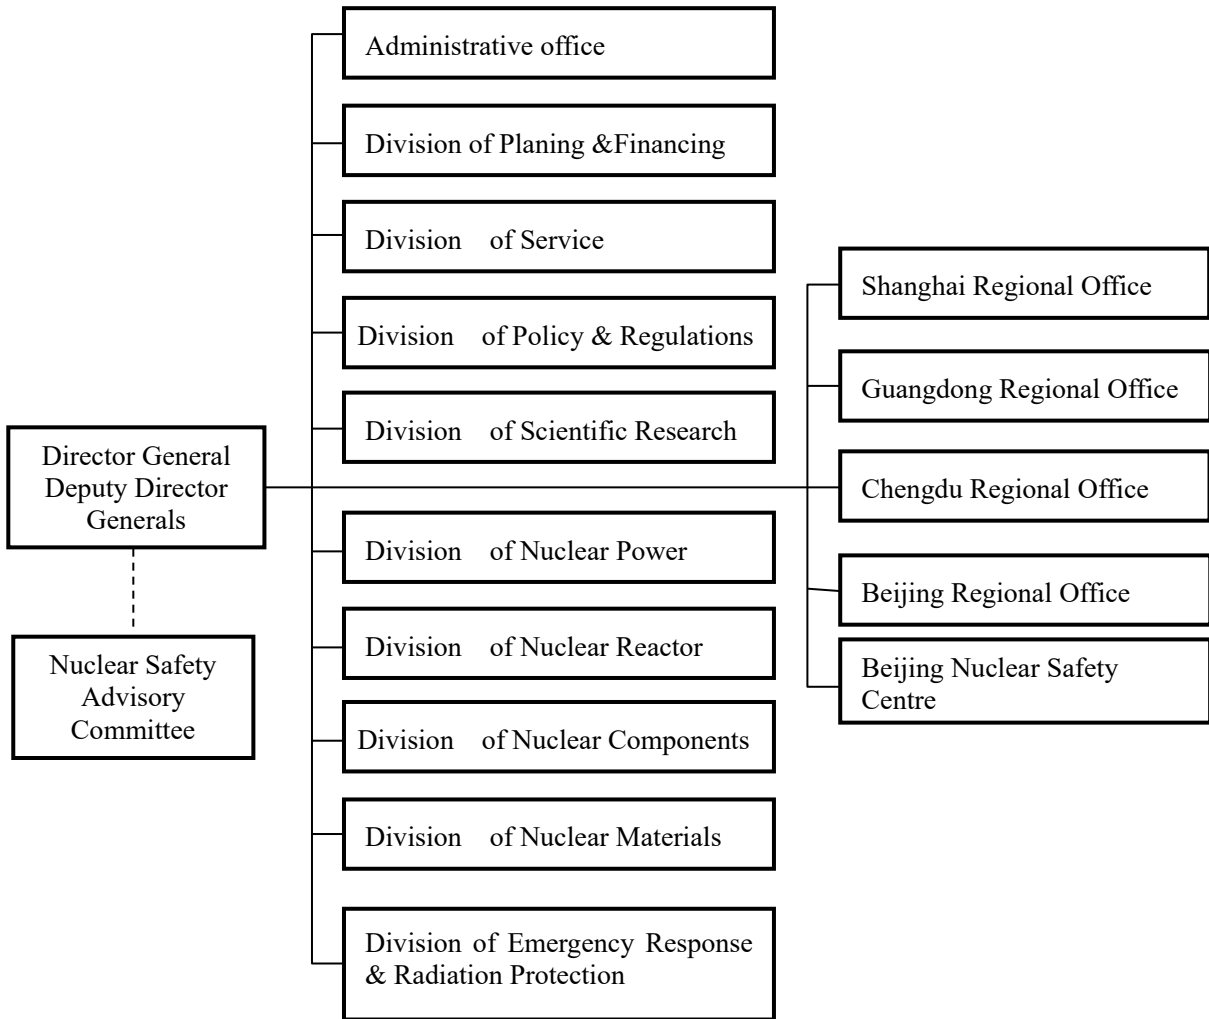 Administrative office
Division of Planing &Financing
Division of Service
Division of Policy & Regulations
Division of Scientific Research
Director General
Deputy Director
Generals
Nuclear Safety
Advisory
Committee
Division of Nuclear Power
Division of Nuclear Reactor
Division of Nuclear Components
Division of Nuclear Materials
Division of Emergency Response
& Radiation Protection
Shanghai Regional Office
Guangdong Regional Office
Chengdu Regional Office
Beijing Regional Office
Beijing Nuclear Safety
Centre